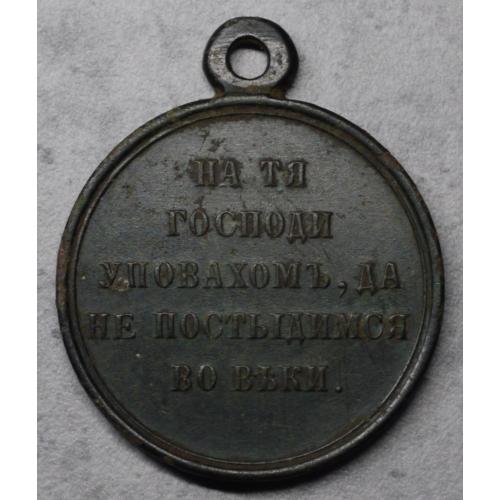 НА ТЯ
ГОСПОДИ
УПОВАХОМЪ, ДА
НЕ ПОСТЫДИМСЯ
ВО ВѢКИ.